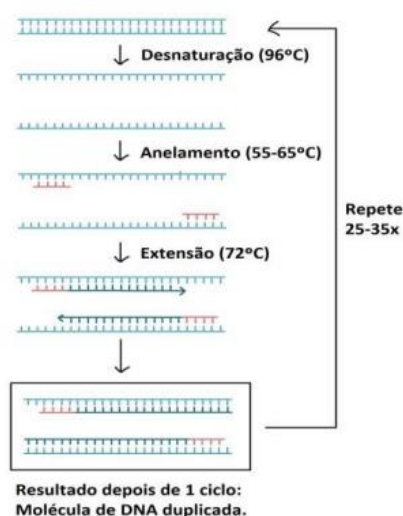 Desnaturação (96ºC)
Anelamento (55-65ºC)
Repete
25-35x
Extensão (72ºC)
Resultado depois de 1 ciclo:
Molécula de DNA duplicada.